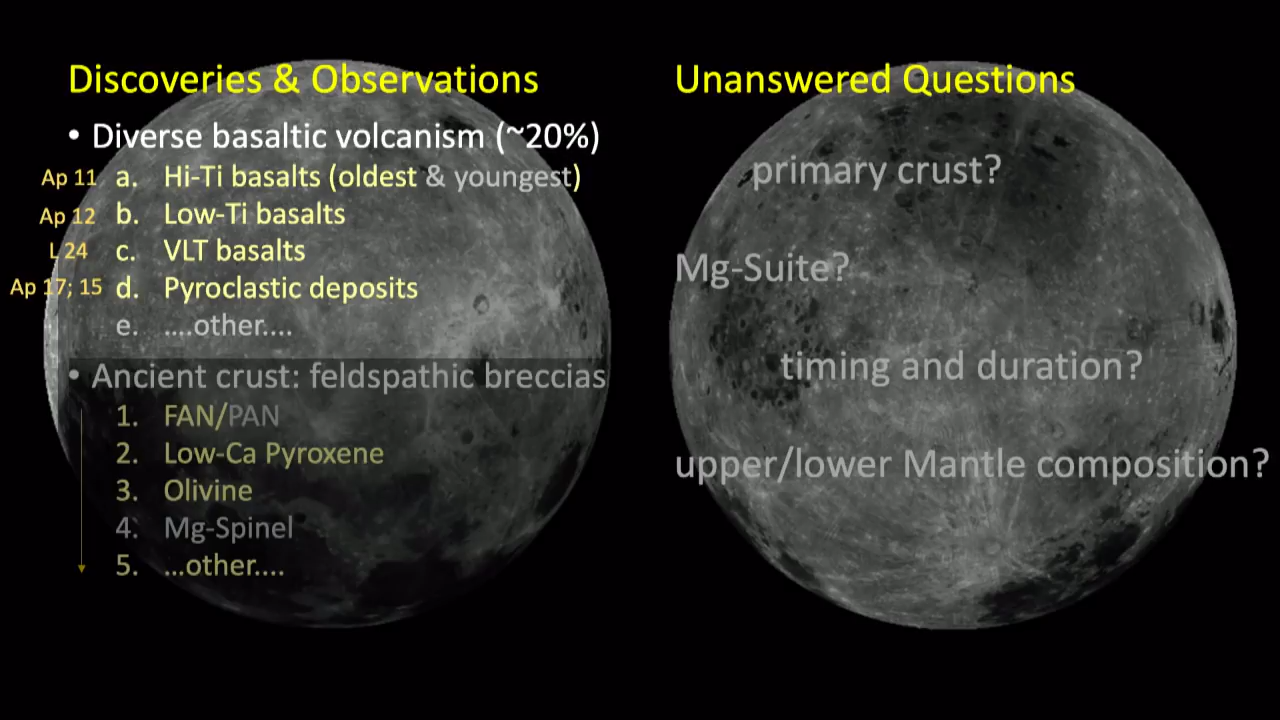 Discoveries & Observations
• Diverse basaltic volcanism (~20%)
Ap 11 a. Hi-Ti basalts (oldest & youngest)
Ap 12 b. Low-Ti basalts
L 24 c. VLT basalts
Ap 17; 15 d. Pyroclastic deposits
e. ....other....
• Ancient crust: feldspathic breccias
1. FAN/PAN
2. Low-Ca Pyroxene
3. Olivine
4. Mg-Spinel
5. ...other....
Unanswered Questions
primary crust?
Mg-Suite?
timing and duration?
upper/lower Mantle composition?